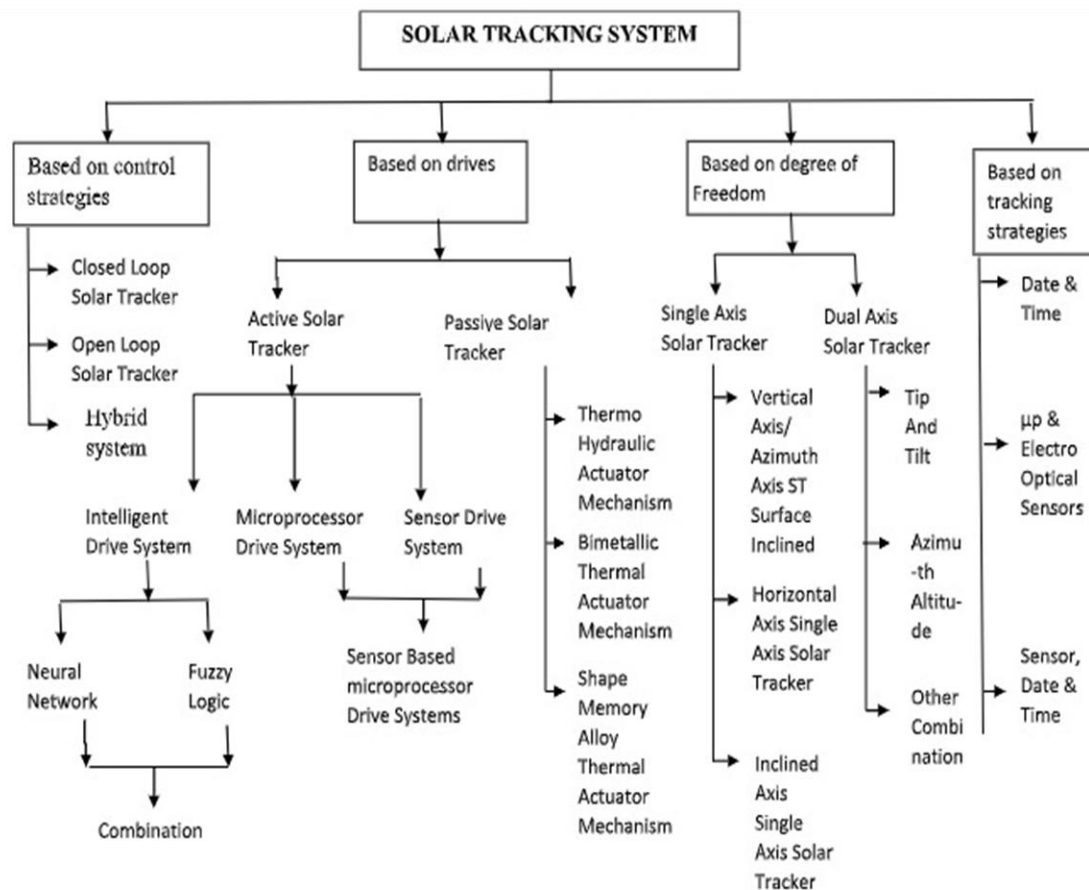 SOLAR TRACKING SYSTEM
Based on control
strategies
Closed Loop
Solar Tracker
Open Loop
Solar Tracker
Hybrid
system
Based on drives
Active Solar
Tracker
Intelligent
Drive System
Neural
Network
Fuzzy
Logic
Combination
Microprocessor
Drive System
Sensor Drive
System
Sensor Based
microprocessor
Drive Systems
Passive Solar
Tracker
Thermo
Hydraulic
Actuator
Mechanism
Bimetallic
Thermal
Actuator
Mechanism
Shape
Memory
Alloy
Thermal
Actuator
Mechanism
Based on degree of
Freedom
Single Axis
Solar Tracker
Vertical
Axis/
Azimuth
Axis ST
Surface
Inclined
Horizontal
Axis Single
Axis Solar
Tracker
Inclined
Axis
Single
Axis Solar
Tracker
Dual Axis
Solar Tracker
Tip
And
Tilt
Azimu
-th
Altitu-
de
Other
Combi
nation
Based on
tracking
strategies
Date &
Time
μp &
Electro
Optical
Sensors
Sensor,
Date &
Time